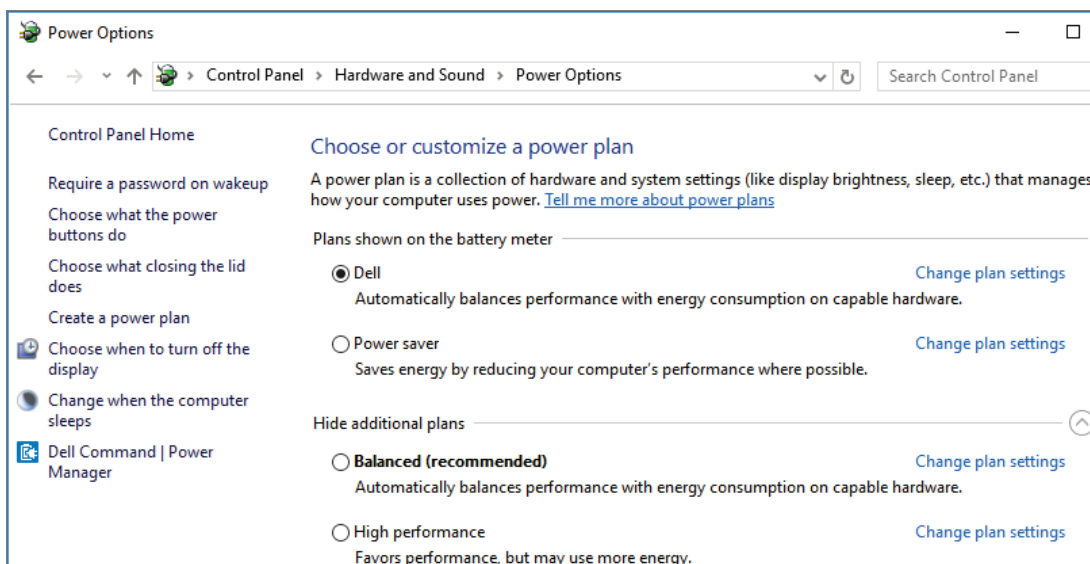 Power Options
Control Panel > Hardware and Sound > Power Options
Search Control Panel
Control Panel Home
Require a password on wakeup
Choose what the power
buttons do
Choose what closing the lid
does
Create a power plan
Choose when to turn off the
display
Change when the computer
sleeps
Dell Command | Power
Manager
Choose or customize a power plan
A power plan is a collection of hardware and system settings (like display brightness, sleep, etc.) that manages
how your computer uses power. Tell me more about power plans
Plans shown on the battery meter
Dell
Change plan settings
Automatically balances performance with energy consumption on capable hardware.
Power saver
Change plan settings
Saves energy by reducing your computer's performance where possible.
Hide additional plans
Balanced (recommended)
Change plan settings
Automatically balances performance with energy consumption on capable hardware.
High performance
Change plan settings
Favors performance, but may use more energy.